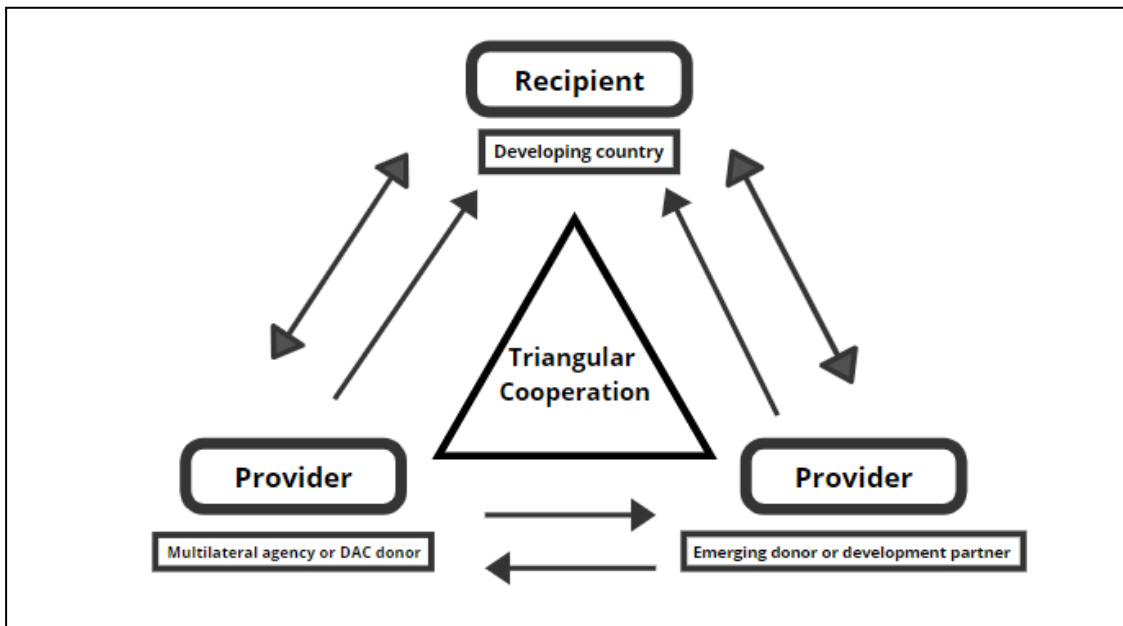 Recipient
Developing country
Triangular
Cooperation
Provider
Multilateral agency or DAC donor
Provider
Emerging donor or development partner